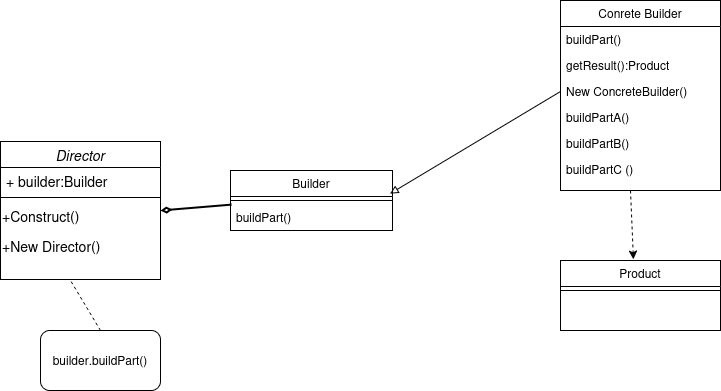 Conrete Builder
buildPart()
getResult():Product
New ConcreteBuilder()
buildPartA()
buildPartB()
buildPartC ()
Director
+ builder:Builder
+Construct()
+New Director()
Builder
buildPart()
Product
builder.buildPart()